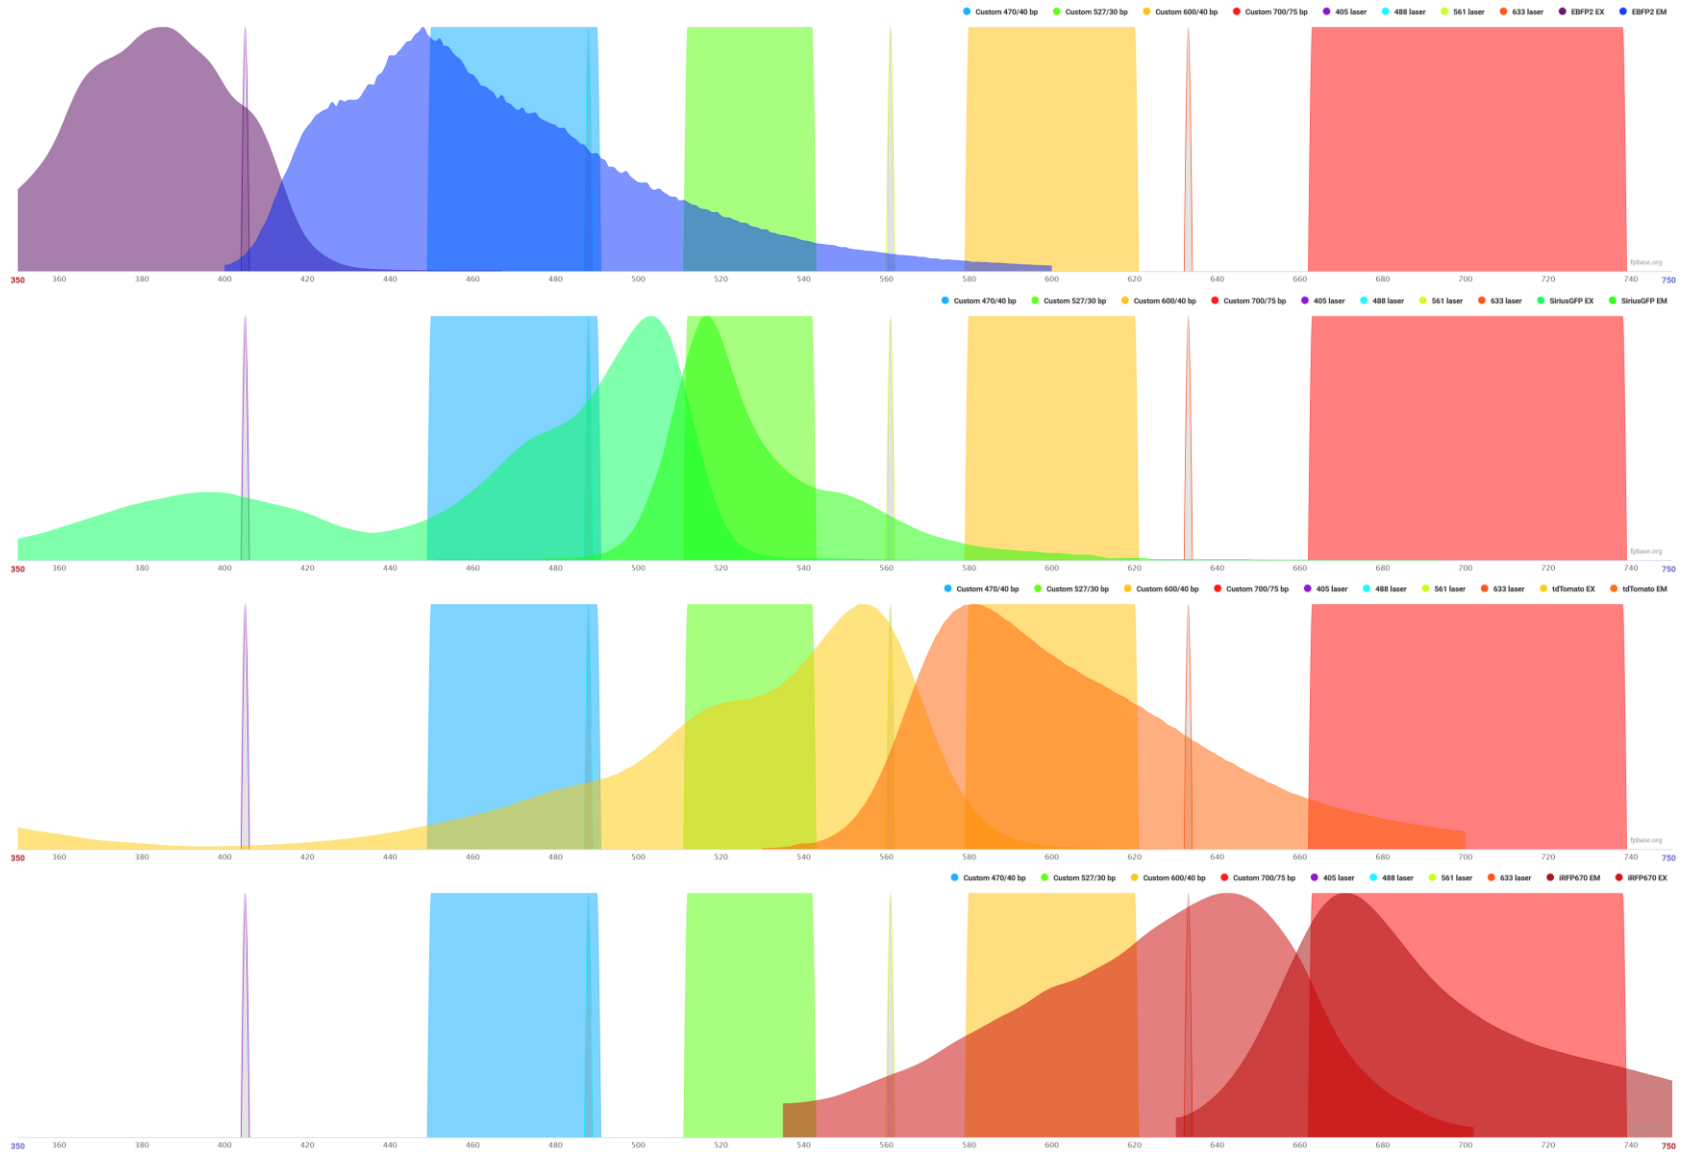 Custom 470/40 bp Custom 527/30 bp Custom 600/40 bp Custom 700/75 bp 405 laser 488 laser 561 laser 633 laser EBFP2 EX EBFP2 EM
fpbase.org
350 360 380 400 420 440 460 480 500 520 540 560 580 600 620 640 660 680 700 720 740 750
Custom 470/40 bp Custom 527/30 bp Custom 600/40 bp Custom 700/75 bp 405 laser 488 laser 561 laser 633 laser SiriusGFP EX SiriusGFP EM
fpbase.org
350 360 380 400 420 440 460 480 500 520 540 560 580 600 620 640 660 680 700 720 740 750
Custom 470/40 bp Custom 527/30 bp Custom 600/40 bp Custom 700/75 bp 405 laser 488 laser 561 laser 633 laser tdTomato EX tdTomato EM
fpbase.org
350 360 380 400 420 440 460 480 500 520 540 560 580 600 620 640 660 680 700 720 740 750
Custom 470/40 bp Custom 527/30 bp Custom 600/40 bp Custom 700/75 bp 405 laser 488 laser 561 laser 633 laser iRFP670 EM iRFP670 EX
350 360 380 400 420 440 460 480 500 520 540 560 580 600 620 640 660 680 700 720 740 750